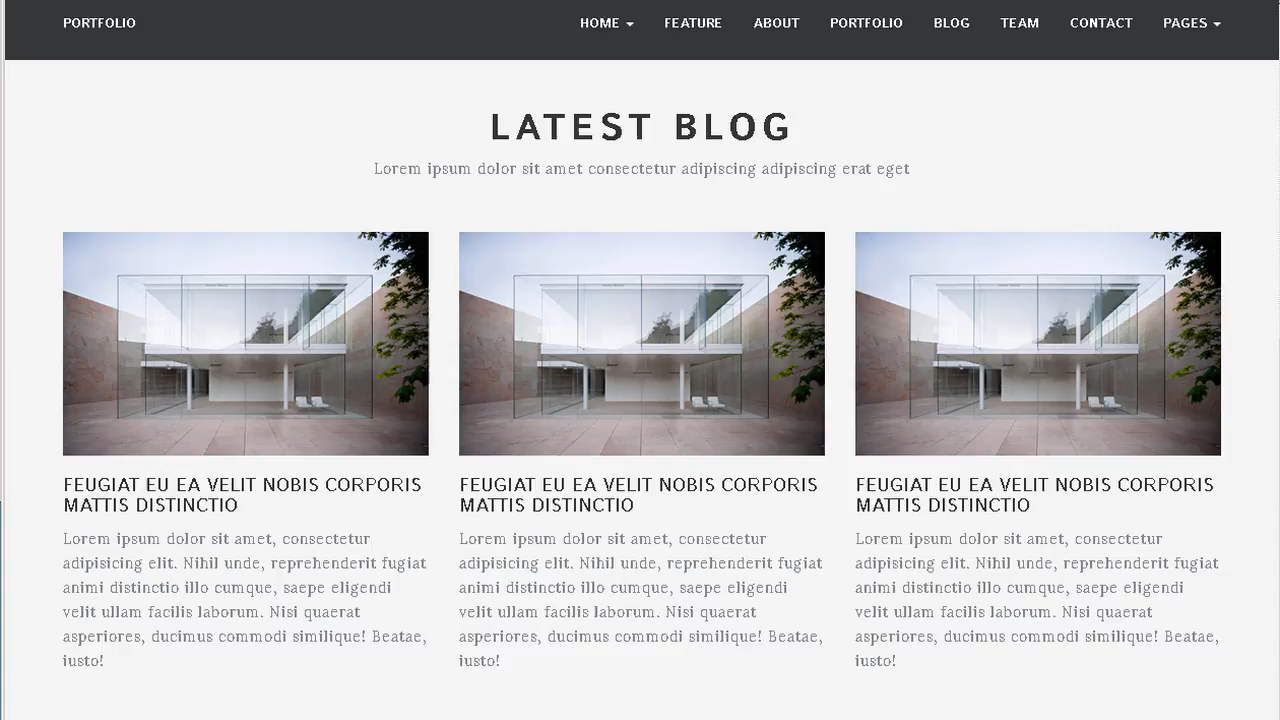 PORTFOLIO HOME FEATURE ABOUT PORTFOLIO BLOG TEAM CONTACT PAGES
LATEST BLOG
Lorem ipsum dolor sit amet consectetur adipiscing adipiscing erat eget
FEUGIAT EU EA VELIT NOBIS CORPORIS
MATTIS DISTINCTIO
Lorem ipsum dolor sit amet, consectetur
adipisicing elit. Nihil unde, reprehenderit fugiat
animi distinctio illo cumque, saepe eligendi
velit ullam facilis laborum. Nisi quaerat
asperiores, ducimus commodi similique! Beatae,
iusto!
FEUGIAT EU EA VELIT NOBIS CORPORIS
MATTIS DISTINCTIO
Lorem ipsum dolor sit amet, consectetur
adipisicing elit. Nihil unde, reprehenderit fugiat
animi distinctio illo cumque, saepe eligendi
velit ullam facilis laborum. Nisi quaerat
asperiores, ducimus commodi similique! Beatae,
iusto!
FEUGIAT EU EA VELIT NOBIS CORPORIS
MATTIS DISTINCTIO
Lorem ipsum dolor sit amet, consectetur
adipisicing elit. Nihil unde, reprehenderit fugiat
animi distinctio illo cumque, saepe eligendi
velit ullam facilis laborum. Nisi quaerat
asperiores, ducimus commodi similique! Beatae,
iusto!